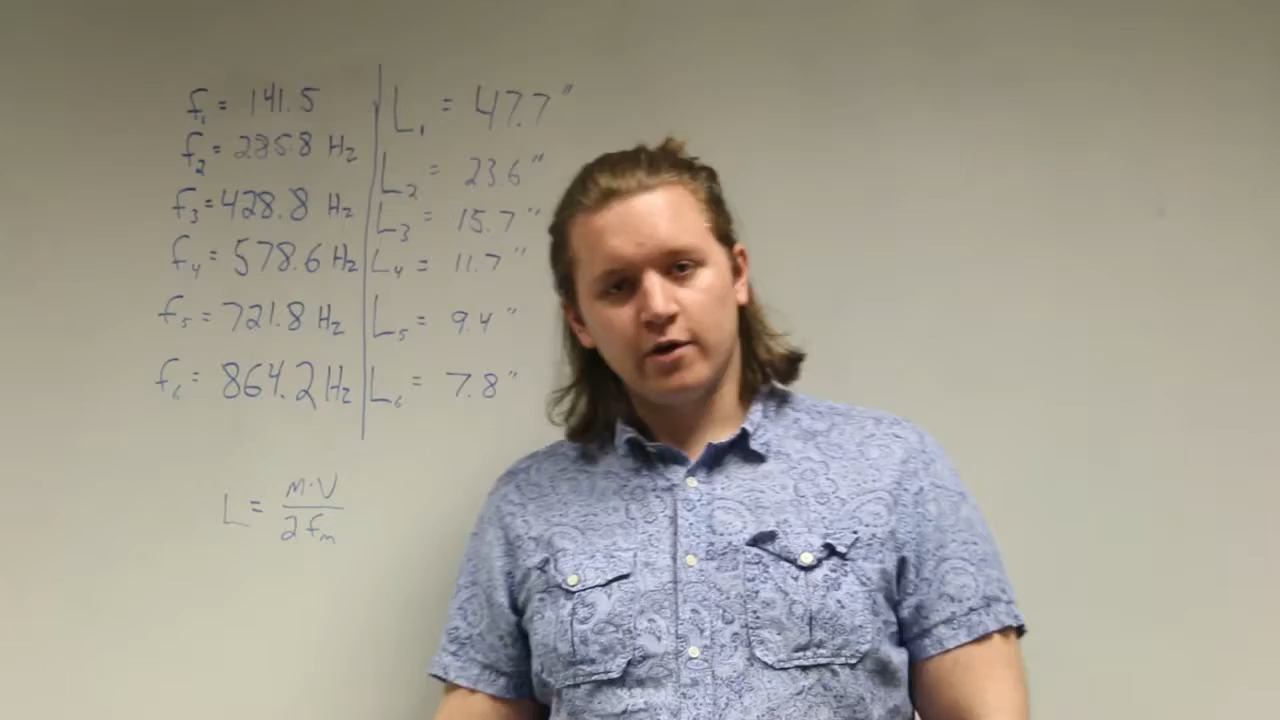 f₁ = 141.5
L₁ = 47.7"
f₂ = 285.8 Hz
L₂ = 23.6"
f₃ = 428.8 Hz
L₃ = 15.7"
f₄ = 578.6 Hz
L₄ = 11.7"
f₅ = 721.8 Hz
L₅ = 9.4"
f₆ = 864.2 Hz
L₆ = 7.8"
L = m·V / 2 fₘ